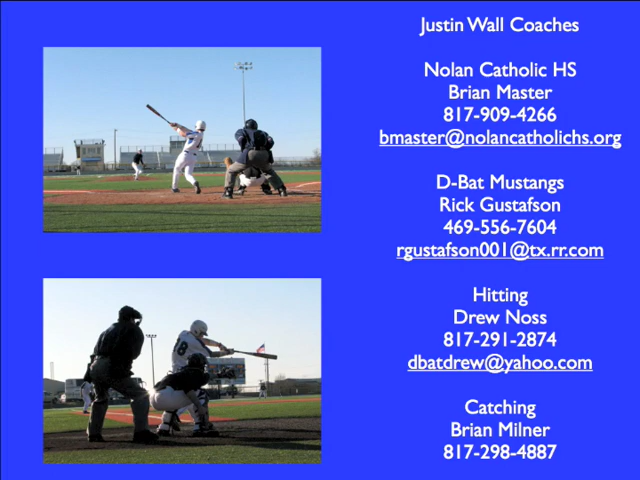 Justin Wall Coaches
Nolan Catholic HS
Brian Master
817-909-4266
bmaster@nolancatholichs.org
D-Bat Mustangs
Rick Gustafson
469-556-7604
rgustafson001@tx.rr.com
Hitting
Drew Noss
817-291-2874
dbatdrew@yahoo.com
Catching
Brian Milner
817-298-4887
8